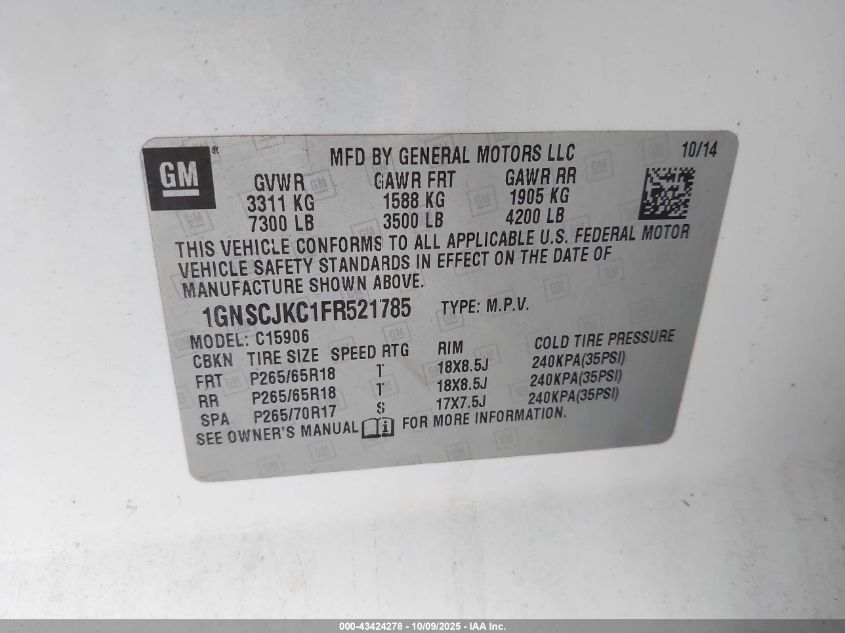 GM ® MFD BY GENERAL MOTORS LLC 10/14
GVWR GAWR FRT GAWR RR
3311 KG 1588 KG 1905 KG
7300 LB 3500 LB 4200 LB
THIS VEHICLE CONFORMS TO ALL APPLICABLE U.S. FEDERAL MOTOR
VEHICLE SAFETY STANDARDS IN EFFECT ON THE DATE OF
MANUFACTURE SHOWN ABOVE.
1GNSCJKC1FR521785 TYPE: M.P.V.
MODEL: C15906
CBKN TIRE SIZE SPEED RTG RIM COLD TIRE PRESSURE
FRT P265/65R18 T 18X8.5J 240KPA(35PSI)
RR P265/65R18 T 18X8.5J 240KPA(35PSI)
SPA P265/70R17 S 17X7.5J 240KPA(35PSI)
SEE OWNER'S MANUAL i FOR MORE INFORMATION.
000-43424278 - 10/09/2025 - IAA Inc.